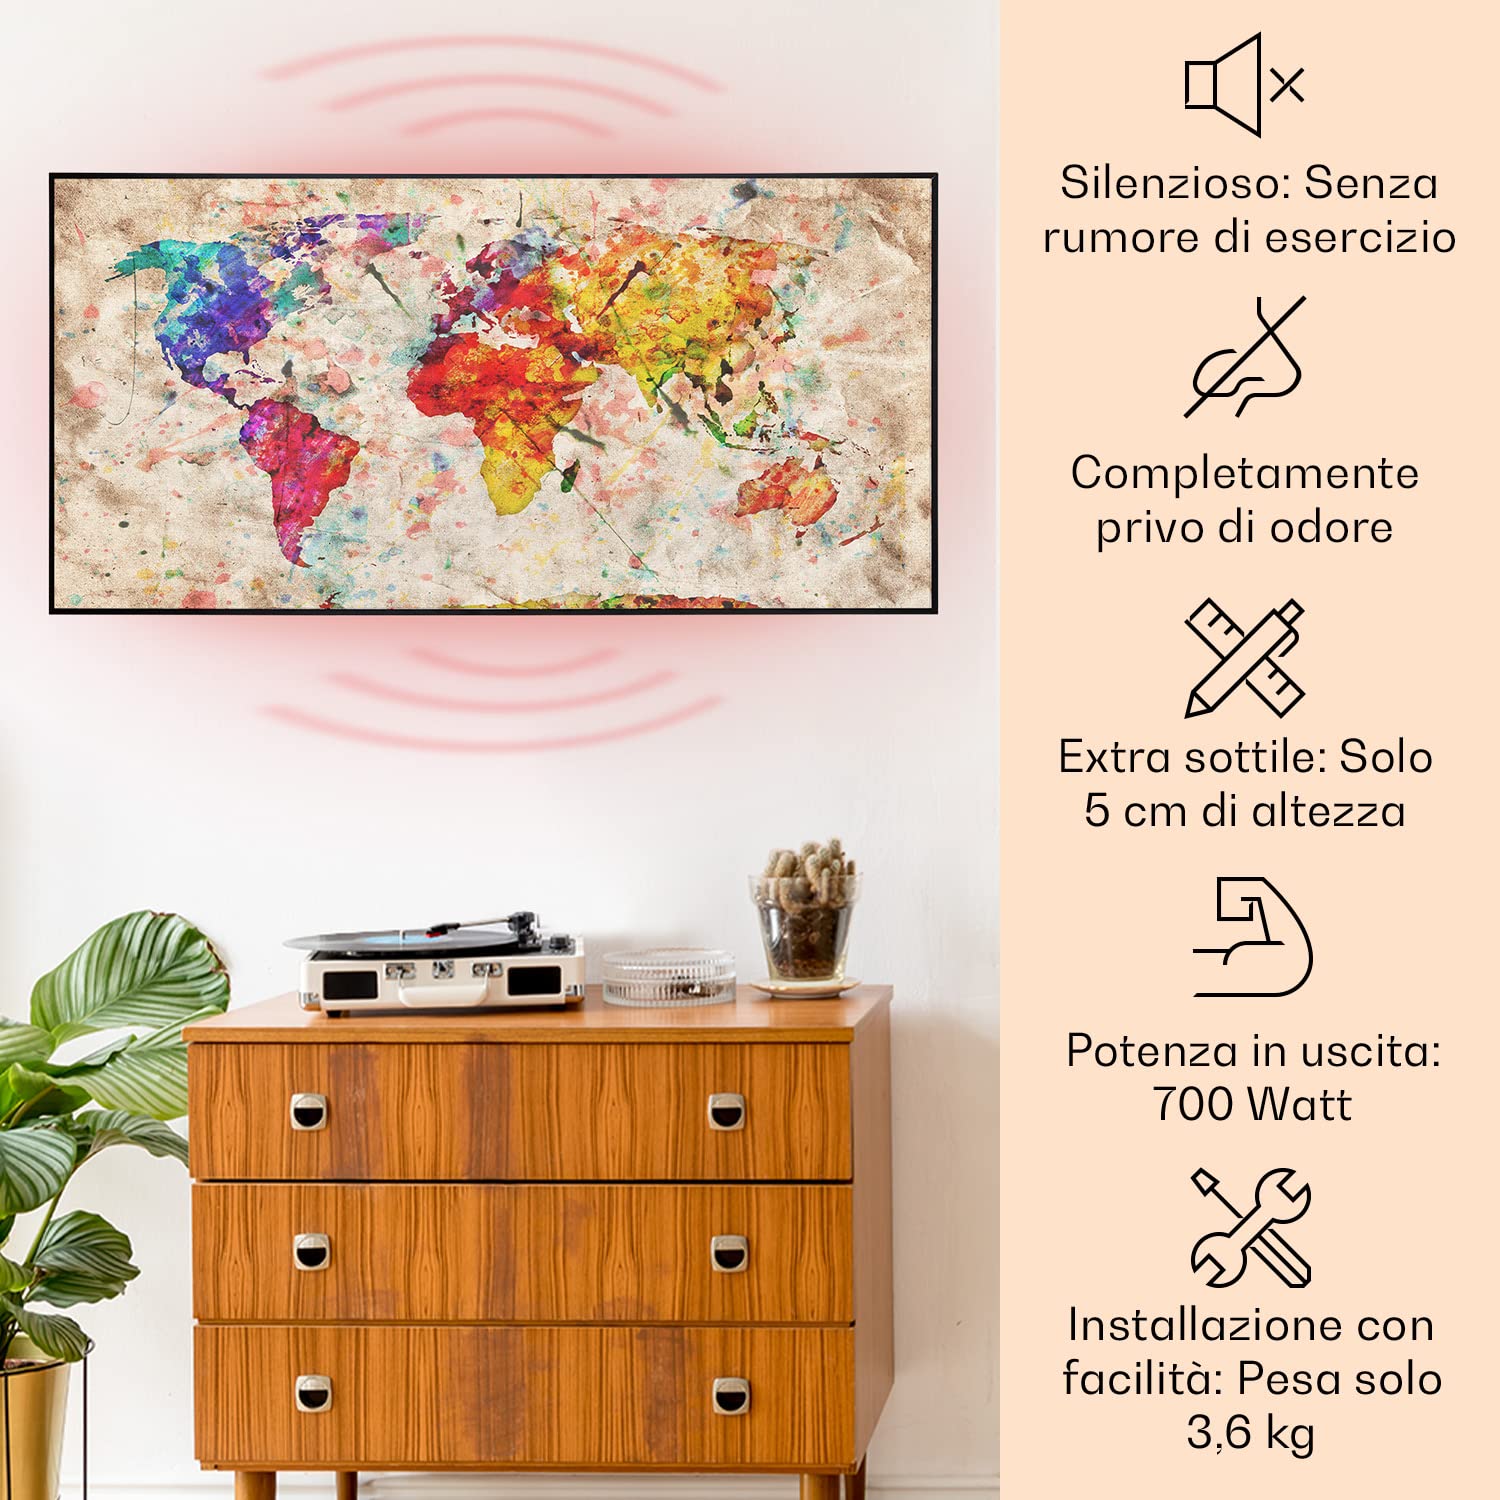 Silenzioso: Senza
rumore di esercizio
Completamente
privo di odore
Extra sottile: Solo
5 cm di altezza
Potenza in uscita:
700 Watt
Installazione con
facilità: Pesa solo
3,6 kg